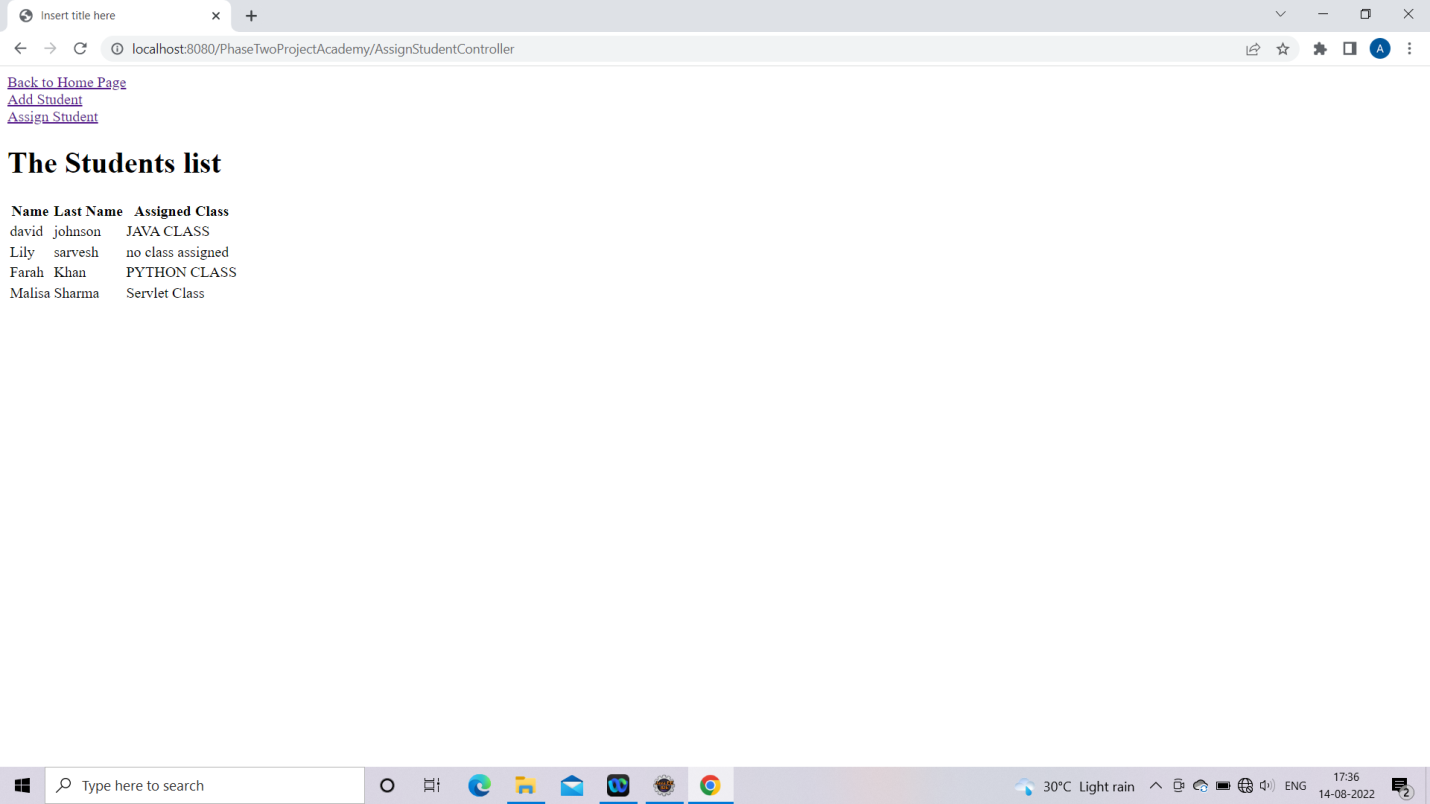 Insert title here
localhost:8080/PhaseTwoProjectAcademy/AssignStudentController
A
Back to Home Page
Add Student
Assign Student
The Students list
Name Last Name Assigned Class
david johnson JAVA CLASS
Lily sarvesh no class assigned
Farah Khan PYTHON CLASS
Malisa Sharma Servlet Class
Type here to search
30°C Light rain
ENG
17:36
14-08-2022
2